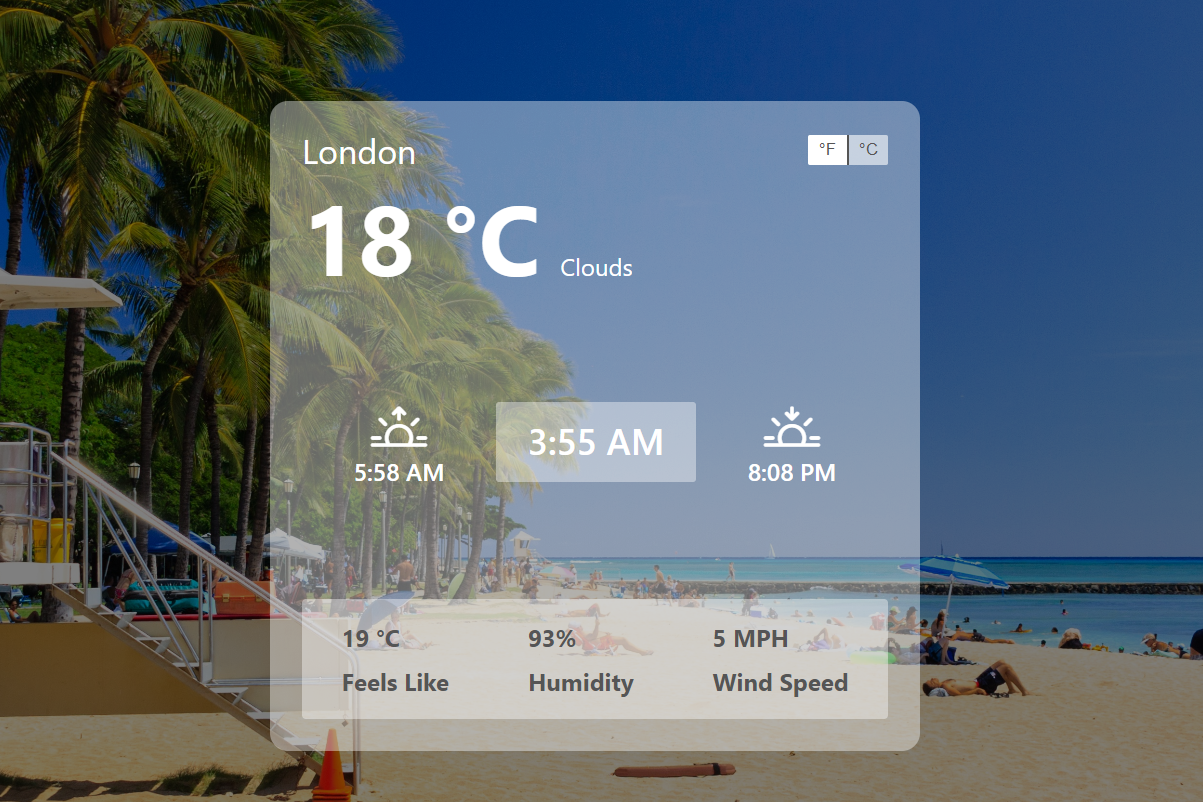 London
°F °C
18 °C Clouds
3:55 AM
5:58 AM
8:08 PM
19 °C 93% 5 MPH
Feels Like Humidity Wind Speed